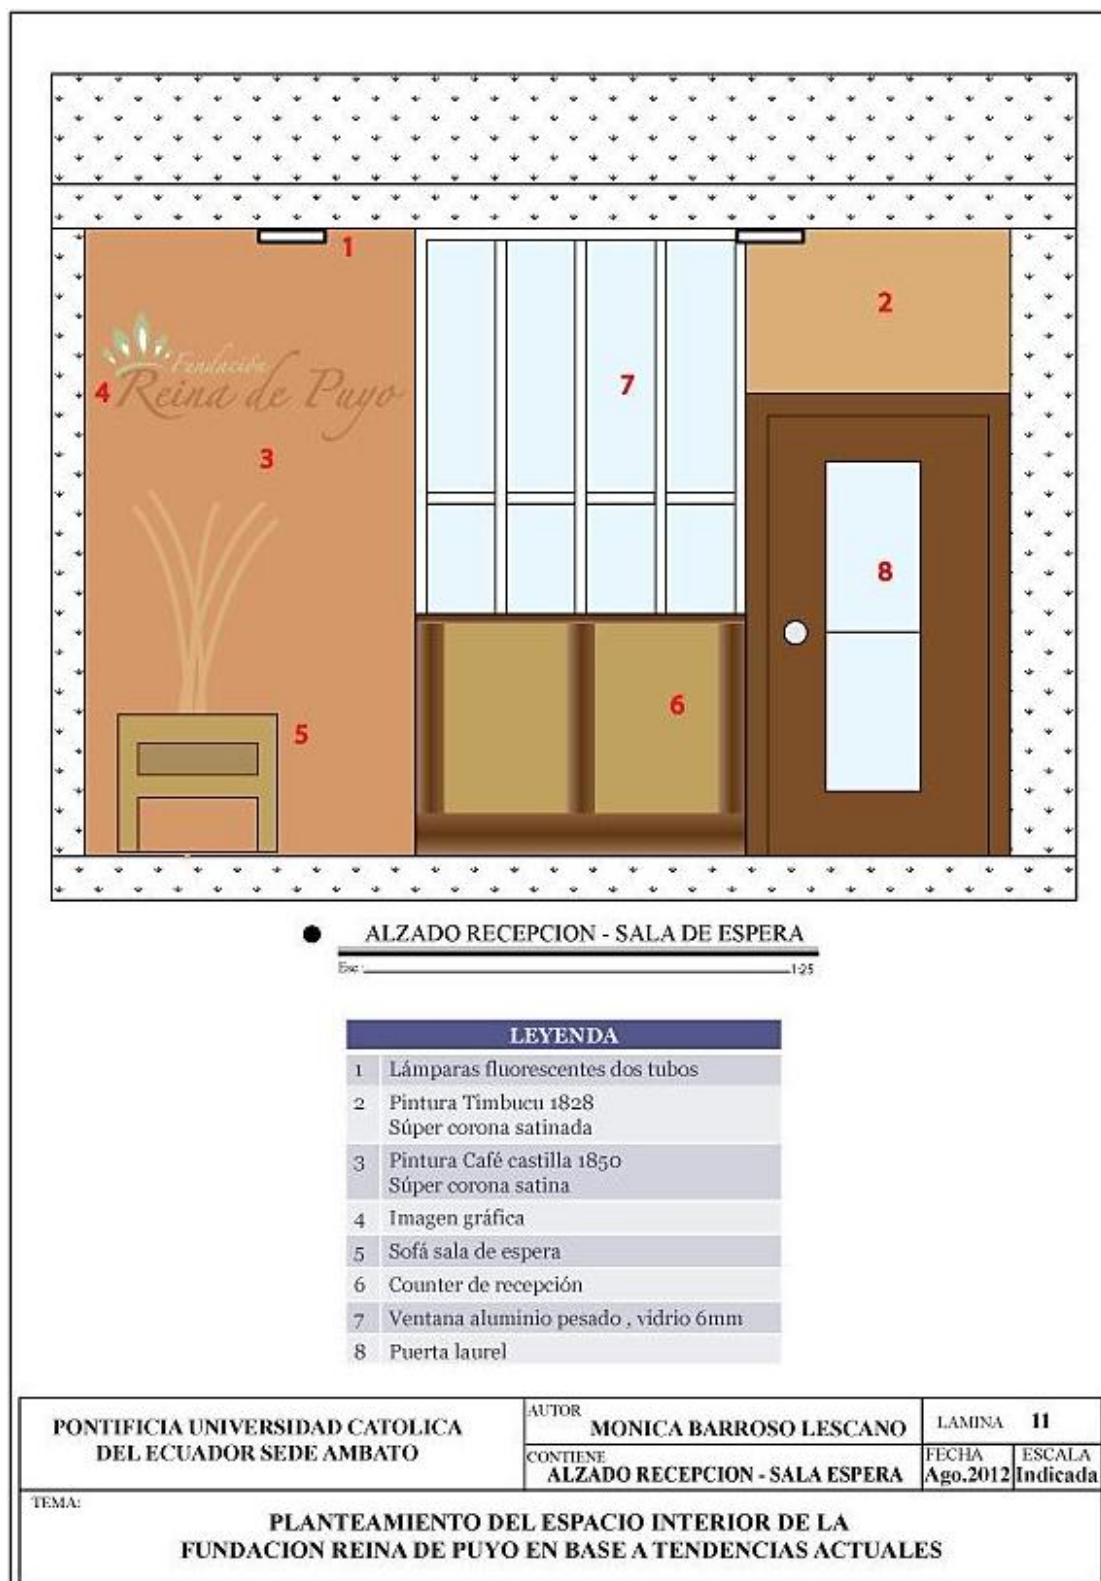 1
2
Fundación
4 Reina de Puyo
7
3
8
6
5
ALZADO RECEPCION - SALA DE ESPERA
Esc : 1:25
LEYENDA
1 Lámparas fluorescentes dos tubos
2 Pintura Timbucu 1828
Súper corona satinada
3 Pintura Café castilla 1850
Súper corona satina
4 Imagen gráfica
5 Sofá sala de espera
6 Counter de recepción
7 Ventana aluminio pesado , vidrio 6mm
8 Puerta laurel
PONTIFICIA UNIVERSIDAD CATOLICA
DEL ECUADOR SEDE AMBATO
AUTOR
MONICA BARROSO LESCANO
LAMINA 11
CONTIENE
ALZADO RECEPCION - SALA ESPERA
FECHA
Ago.2012
ESCALA
Indicada
TEMA:
PLANTEAMIENTO DEL ESPACIO INTERIOR DE LA
FUNDACION REINA DE PUYO EN BASE A TENDENCIAS ACTUALES